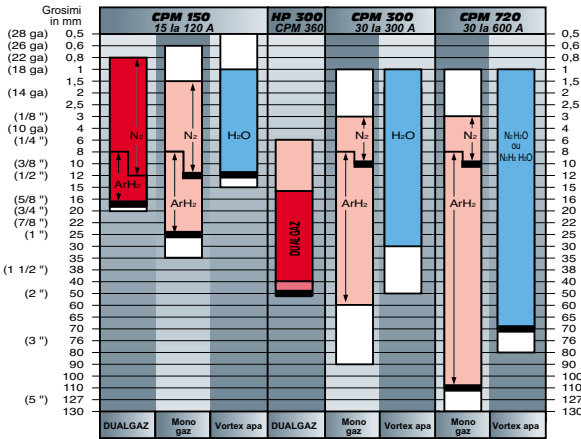 Grosimi
in mm
CPM 150
15 la 120 A
HP 300
CPM 360
CPM 300
30 la 300 A
CPM 720
30 la 600 A
(28 ga) 0,5 0,5
(26 ga) 0,6 0,6
(22 ga) 0,8 0,8
(18 ga) 1 1
1,5 1,5
(14 ga) 2 2
2,5 2,5
(1/8 ") 3 3
(10 ga) 4 4
(1/4 ") 6 6
8 8
(3/8 ") 10 10
(1/2 ") 12 12
15 15
(5/8 ") 16 16
(3/4 ") 20 20
(7/8 ") 22 22
(1 ") 25 25
30 30
35 35
(1 1/2 ") 38 38
40 40
(2 ") 50 50
60 60
70 70
(3 ") 76 76
80 80
90 90
100 100
110 110
(5 ") 127 127
130 130
N2
ArH2
N2
ArH2
H2O
DUALGAZ
N2
ArH2
H2O
N2
ArH2
N2H2O
ou
N2H2 H2O
DUALGAZ
Mono
gaz
Vortex apa
DUALGAZ
Mono
gaz
Vortex apa
Mono
gaz
Vortex apa